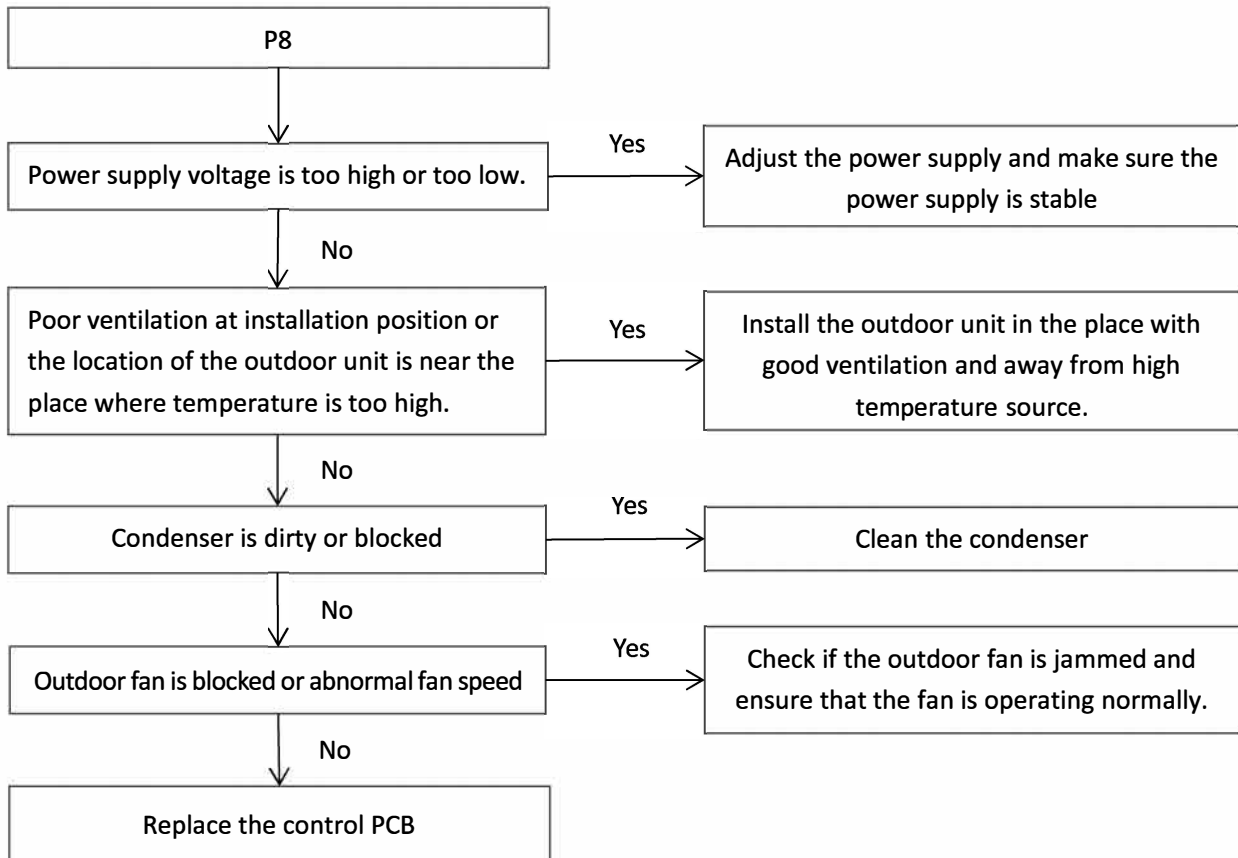 P8
Yes
Power supply voltage is too high or too low.
Adjust the power supply and make sure the
power supply is stable
No
Poor ventilation at installation position or
the location of the outdoor unit is near the
place where temperature is too high.
Yes
Install the outdoor unit in the place with
good ventilation and away from high
temperature source.
No
Condenser is dirty or blocked
Yes
Clean the condenser
No
Outdoor fan is blocked or abnormal fan speed
Yes
Check if the outdoor fan is jammed and
ensure that the fan is operating normally.
No
Replace the control PCB